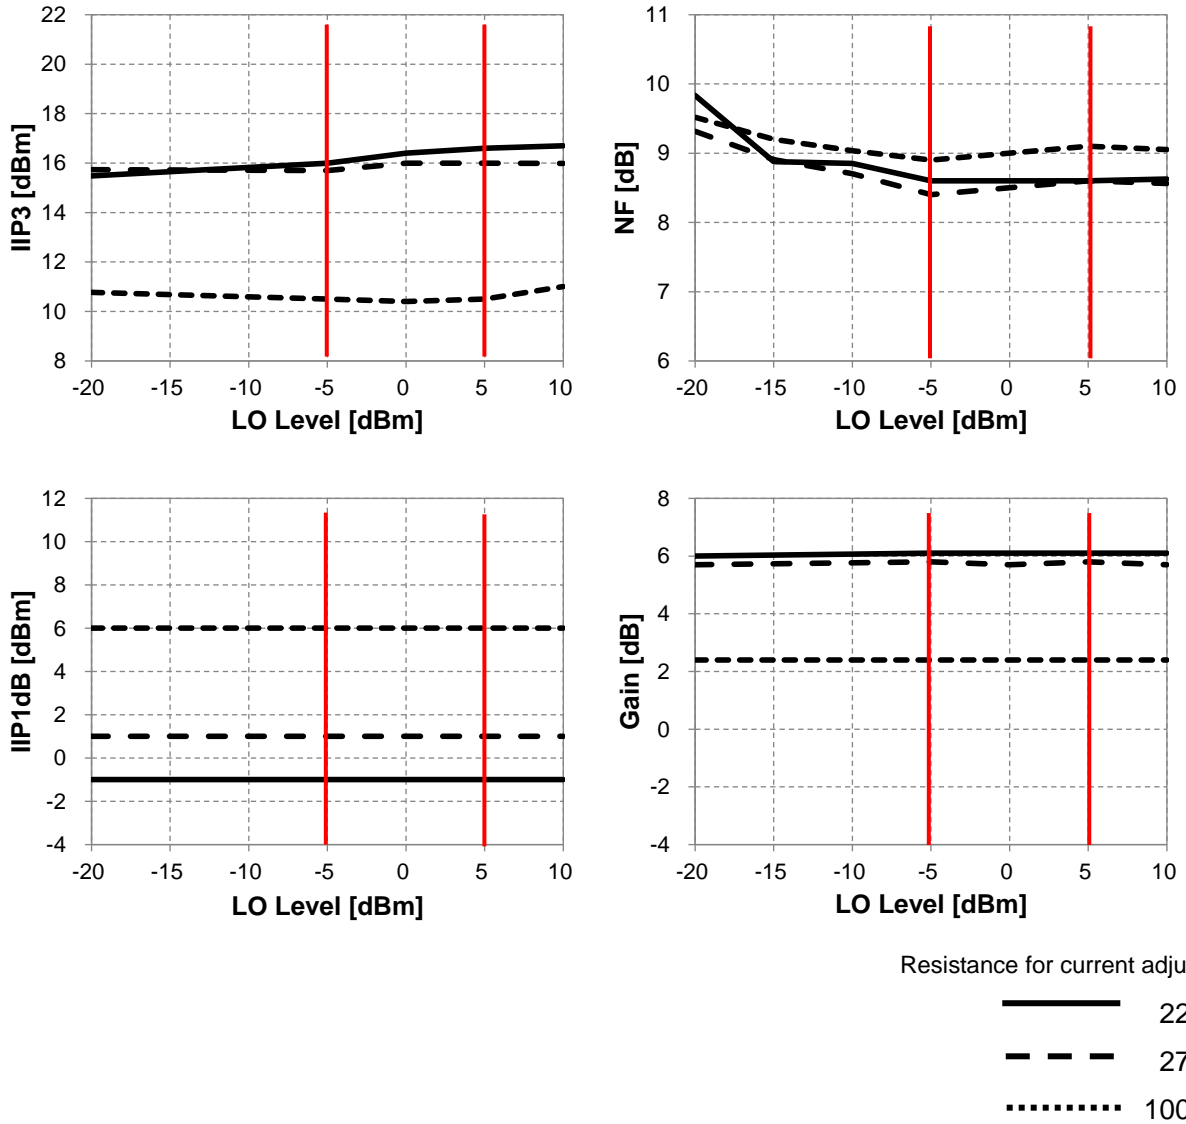 22
20
18
16
14
12
10
8
IIP3 [dBm]
-20 -15 -10 -5 0 5 10
LO Level [dBm]
11
10
9
8
7
6
NF [dB]
-20 -15 -10 -5 0 5 10
LO Level [dBm]
12
10
8
6
4
2
0
-2
-4
IIP1dB [dBm]
-20 -15 -10 -5 0 5 10
LO Level [dBm]
8
6
4
2
0
-2
-4
Gain [dB]
-20 -15 -10 -5 0 5 10
LO Level [dBm]
Resistance for current adju
22
27
100